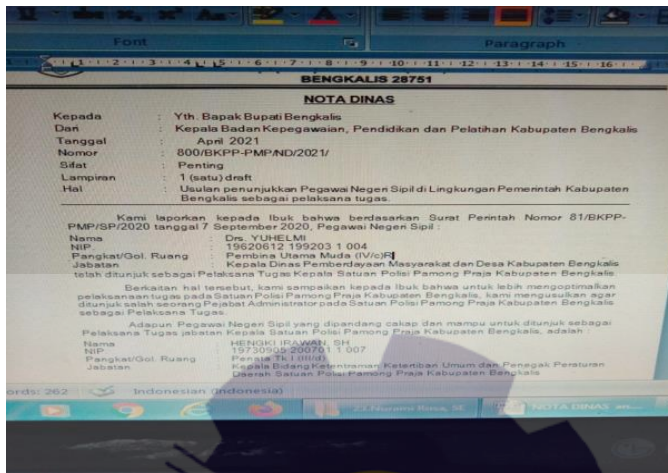 Font
Paragraph
BENGKALIS 28751
NOTA DINAS
Kepada : Yth. Bapak Bupati Bengkalis
Dari : Kepala Badan Kepegawaian, Pendidikan dan Pelatihan Kabupaten Bengkalis
Tanggal : April 2021
Nomor : 800/BKPP-PMP/ND/2021/
Sifat : Penting
Lampiran : 1 (satu) draft
Hal : Usulan penunjukkan Pegawai Negeri Sipil di Lingkungan Pemerintah Kabupaten
Bengkalis sebagai pelaksana tugas.
Kami laporkan kepada Ibuk bahwa berdasarkan Surat Perintah Nomor 81/BKPP-
PMP/SP/2020 tanggal 7 September 2020, Pegawai Negeri Sipil :
Nama : Drs. YUHELMI
NIP. : 19620612 199203 1 004
Pangkat/Gol. Ruang : Pembina Utama Muda (IV/c)R
Jabatan : Kepala Dinas Pemberdayaan Masyarakat dan Desa Kabupaten Bengkalis
telah ditunjuk sebagai Pelaksana Tugas Kepala Satuan Polisi Pamong Praja Kabupaten Bengkalis.
Berkaitan hal tersebut, kami sampaikan kepada Ibuk bahwa untuk lebih mengoptimalkan
pelaksanaan tugas pada Satuan Polisi Pamong Praja Kabupaten Bengkalis, kami mengusulkan agar
ditunjuk salah seorang Pejabat Administrator pada Satuan Polisi Pamong Praja Kabupaten Bengkalis
sebagai Pelaksana Tugas.
Adapun Pegawai Negeri Sipil yang dipandang cakap dan mampu untuk ditunjuk sebagai
Pelaksana Tugas jabatan Kepala Satuan Polisi Pamong Praja Kabupaten Bengkalis, adalah :
Nama : HENGKI IRAWAN, SH
NIP. : 19730905 200701 1 007
Pangkat/Gol. Ruang : Penata Tk.I (III/d)
Jabatan : Kepala Bidang Ketentraman Ketertiban Umum dan Penegak Peraturan
Daerah Satuan Polisi Pamong Praja Kabupaten Bengkalis
ords: 262 Indonesian (Indonesia)
NOTA DINAS